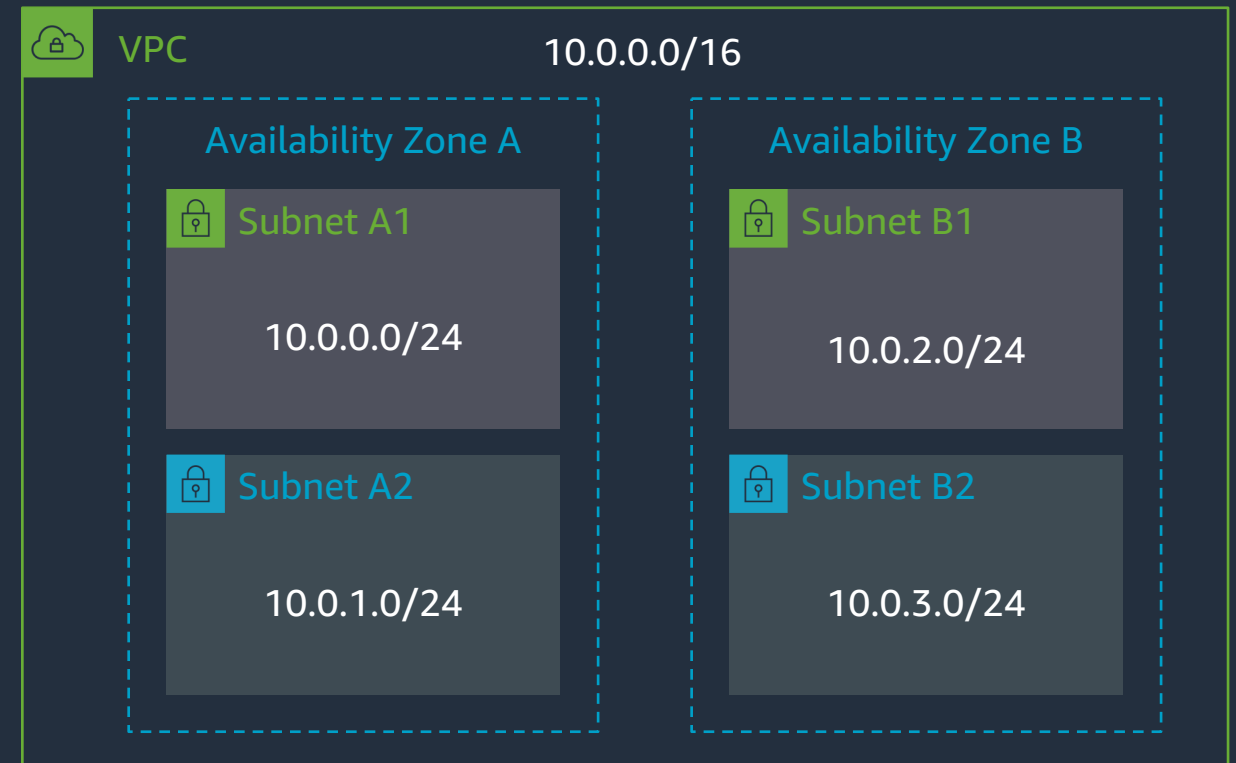 VPC
10.0.0.0/16
Availability Zone A
Subnet A1
10.0.0.0/24
Subnet A2
10.0.1.0/24
Availability Zone B
Subnet B1
10.0.2.0/24
Subnet B2
10.0.3.0/24